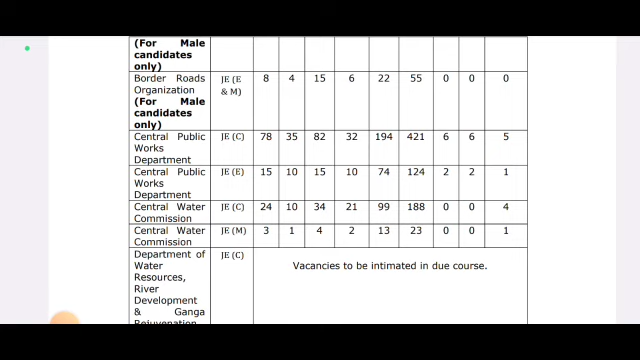 (For Male
candidates
only)
Border Roads JE (E 8 4 15 6 22 55 0 0 0
Organization & M)
(For Male
candidates
only)
Central Public JE (C) 78 35 82 32 194 421 6 6 5
Works
Department
Central Public JE (E) 15 10 15 10 74 124 2 2 1
Works
Department
Central Water JE (C) 24 10 34 21 99 188 0 0 4
Commission
Central Water JE (M) 3 1 4 2 13 23 0 0 1
Commission
Department of JE (C) Vacancies to be intimated in due course.
Water
Resources,
River
Development
& Ganga
Rejuvenation